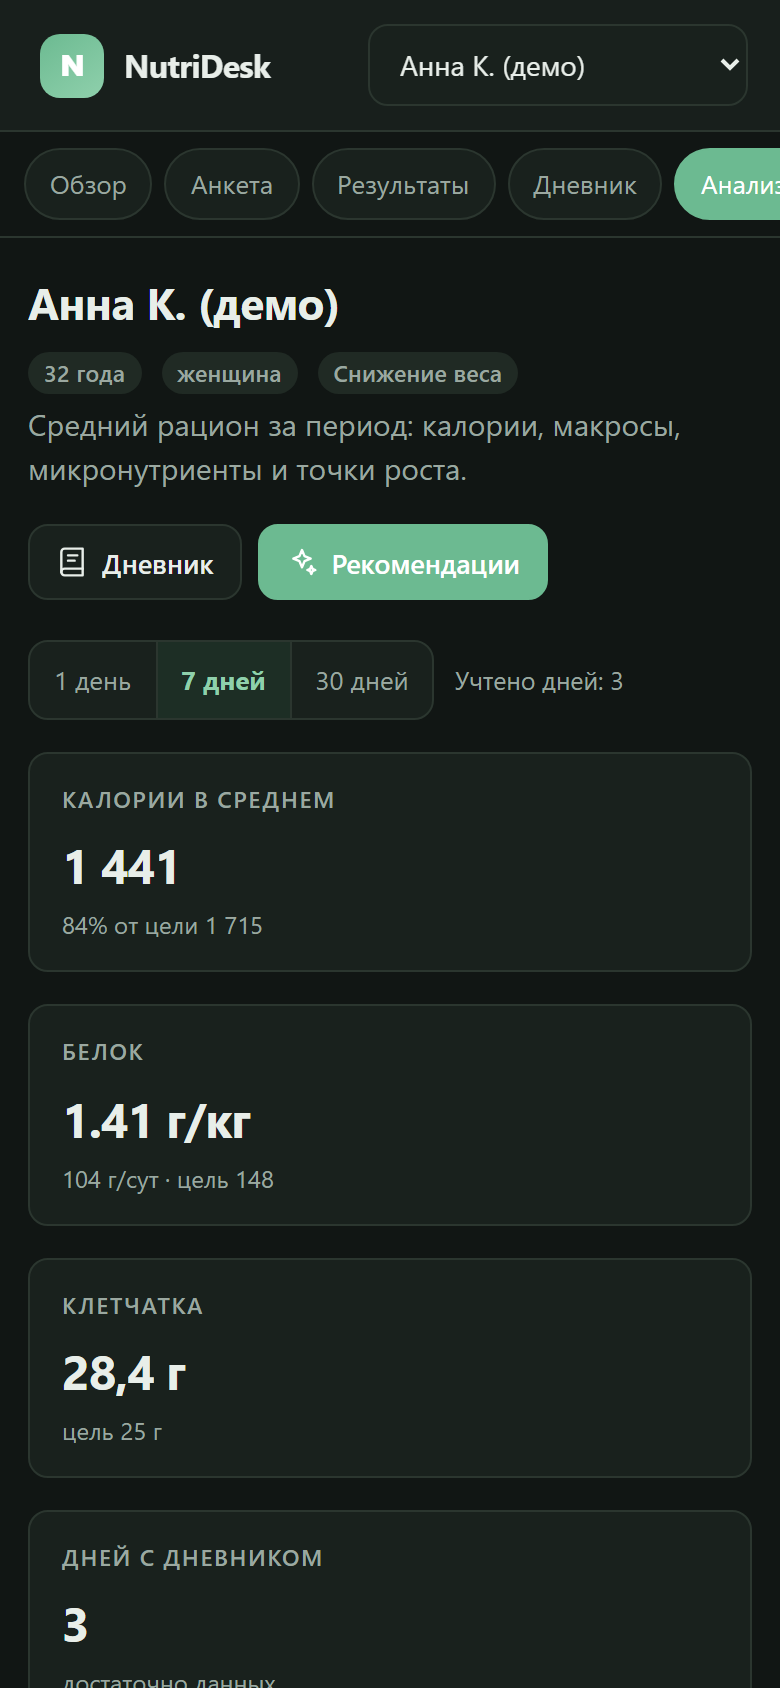 N NutriDesk Анна К. (демо)
Обзор Анкета Результаты Дневник Анализ
Анна К. (демо)
32 года женщина Снижение веса
Средний рацион за период: калории, макросы,
микронутриенты и точки роста.
Дневник Рекомендации
1 день 7 дней 30 дней Учтено дней: 3
КАЛОРИИ В СРЕДНЕМ
1 441
84% от цели 1 715
БЕЛОК
1.41 г/кг
104 г/сут · цель 148
КЛЕТЧАТКА
28,4 г
цель 25 г
ДНЕЙ С ДНЕВНИКОМ
3
достаточно данных